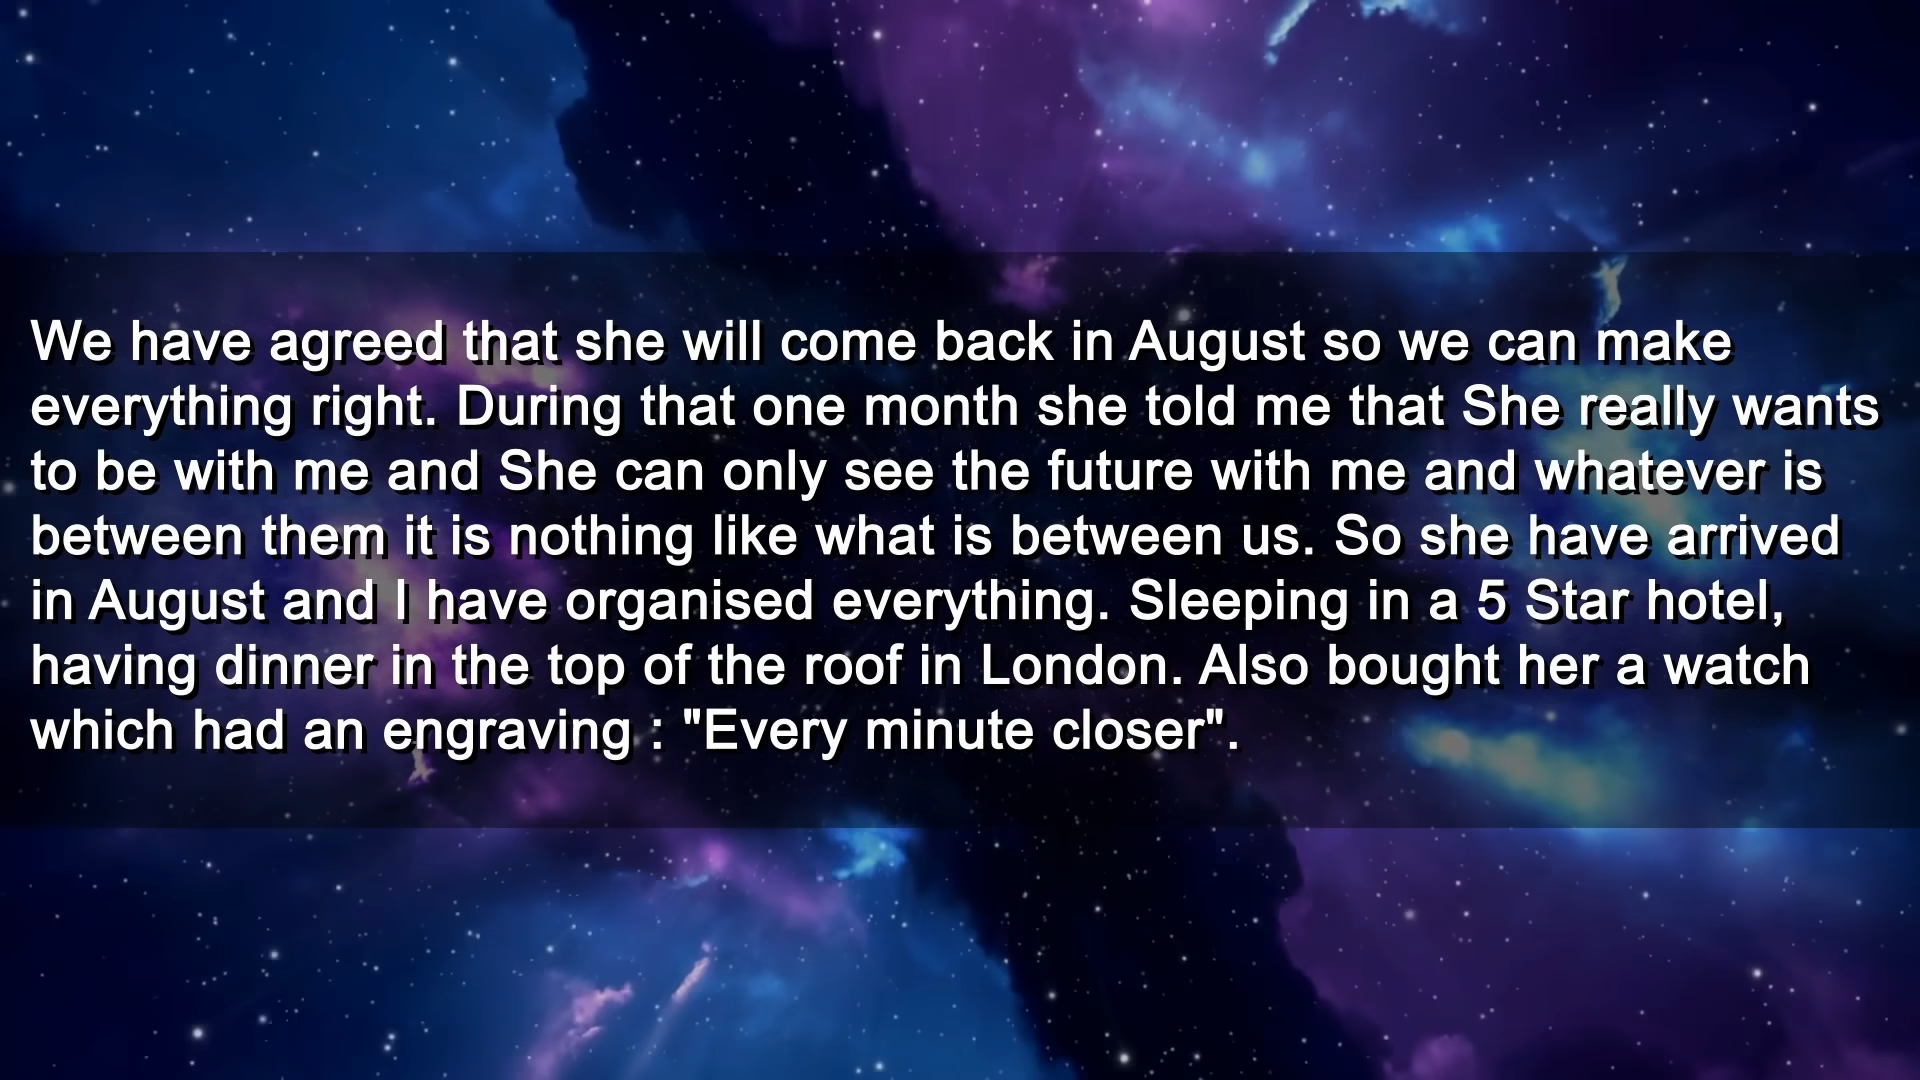 We have agreed that she will come back in August so we can make
everything right. During that one month she told me that She really wants
to be with me and She can only see the future with me and whatever is
between them it is nothing like what is between us. So she have arrived
in August and I have organised everything. Sleeping in a 5 Star hotel,
having dinner in the top of the roof in London. Also bought her a watch
which had an engraving : "Every minute closer".